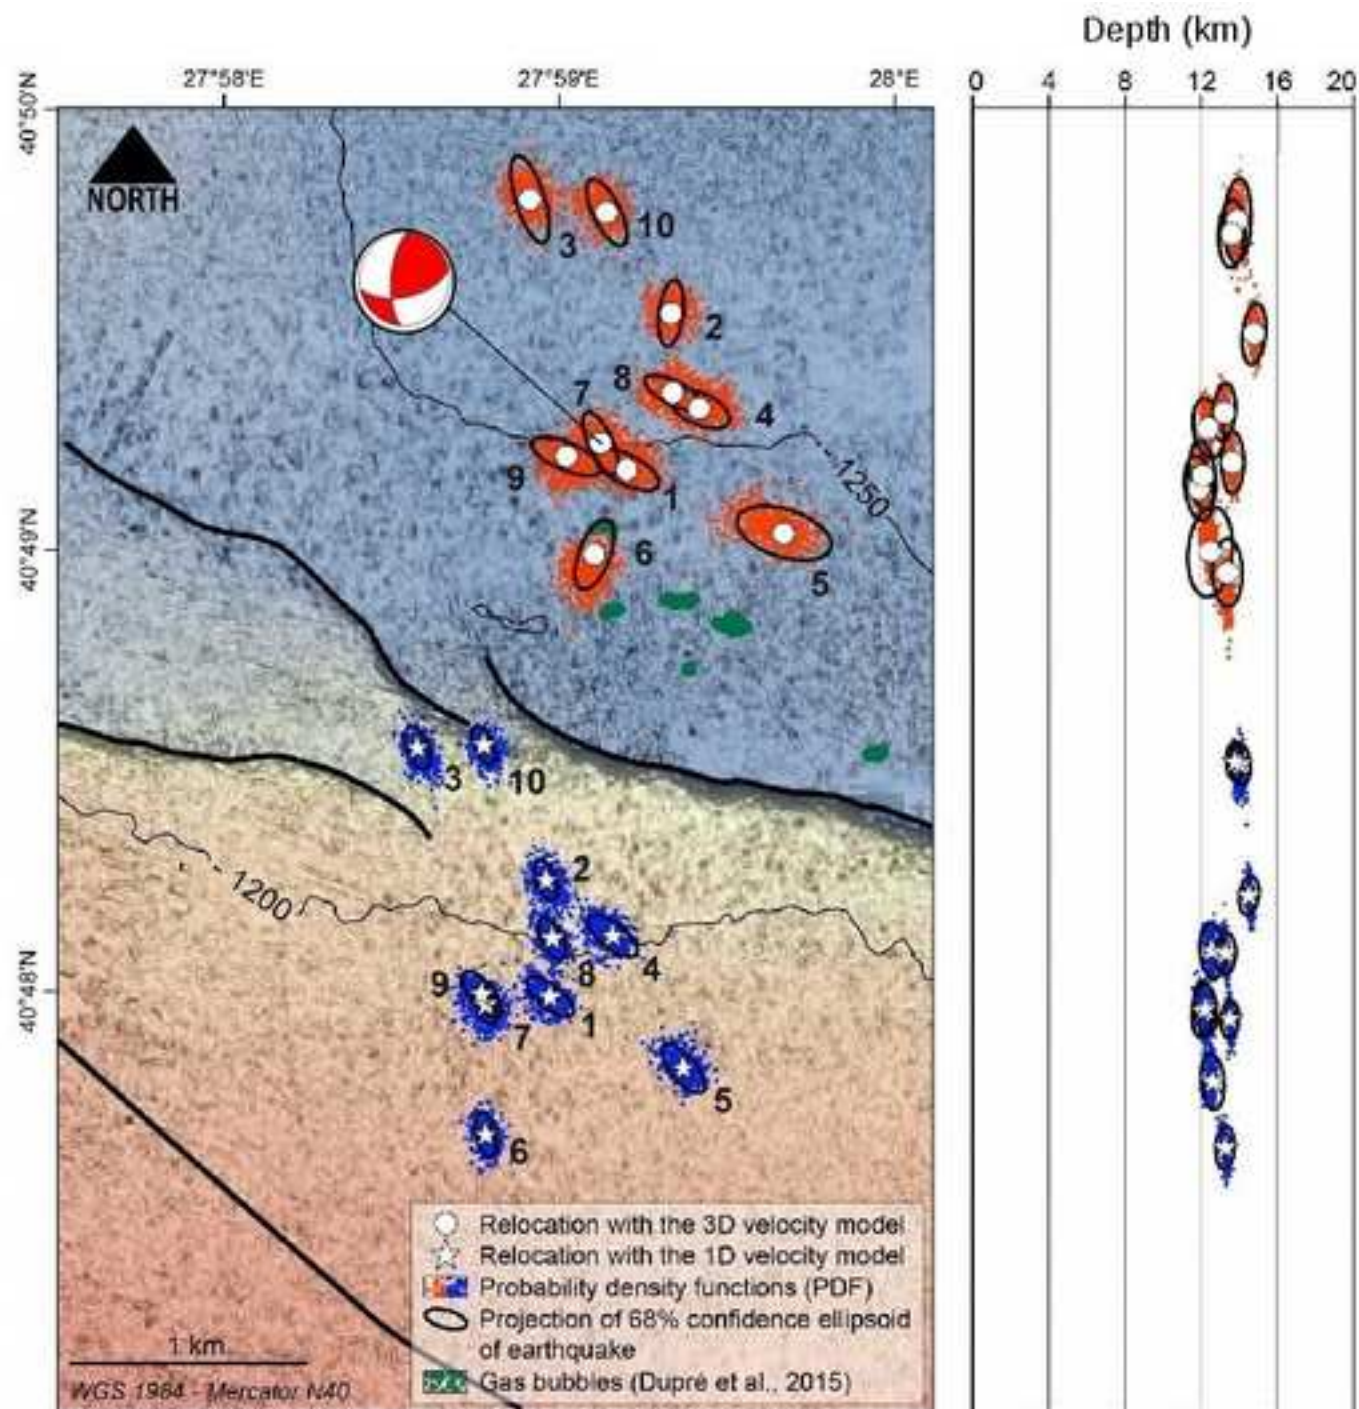 Depth (km)
27°58'E 27°59'E 28°E
0 4 8 12 16 20
40°50'N
NORTH
3
10
2
8
7
4
9
1
1250
5
6
40°49'N
3
10
2
1200
8
4
9
7
1
40°48'N
5
6
Relocation with the 3D velocity model
Relocation with the 1D velocity model
Probability density functions (PDF)
Projection of 68% confidence ellipsoid
of earthquake
Gas bubbles (Dupré et al., 2015)
1 km
WGS 1984 - Mercator N40